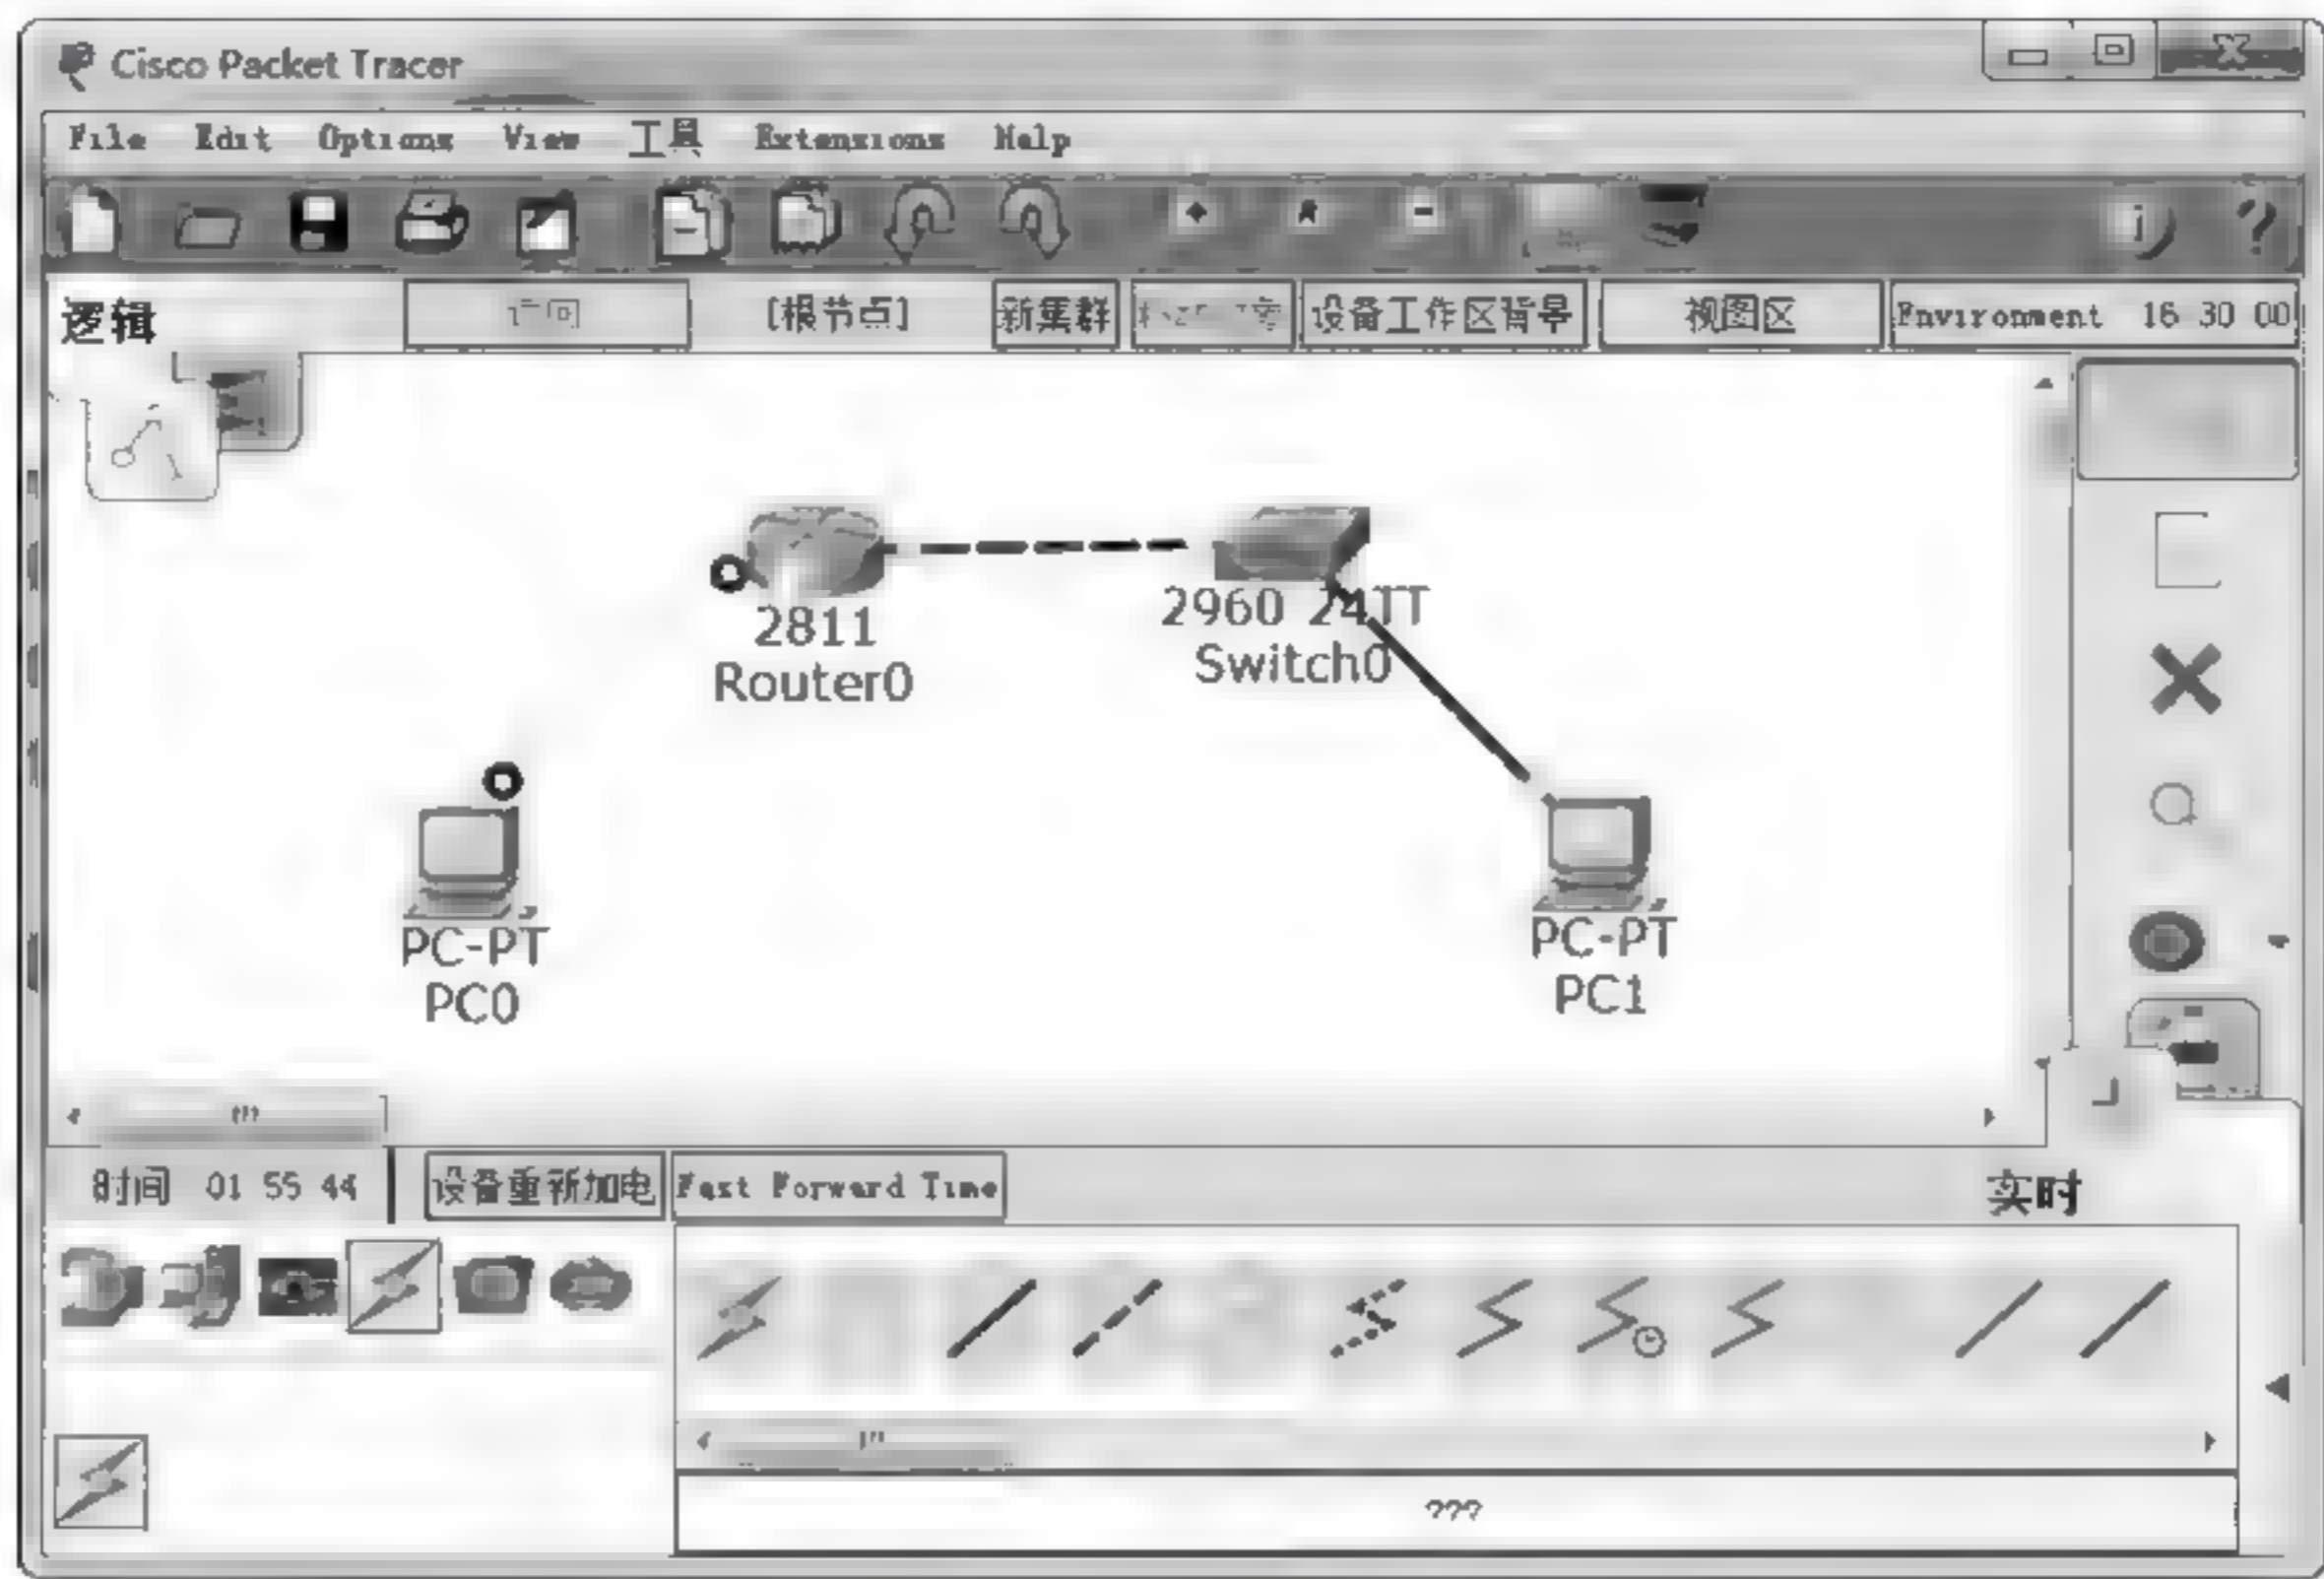 Cisco Packet Tracer
File Edit Options View 工具 Extensions Help
逻辑 [根节点] 新集群 设备工作区背景 视图区 Environment 16 30 00
2811
Router0
2960 24TT
Switch0
PC-PT
PC0
PC-PT
PC1
时间 01 55 44 设备重新加电 Fast Forward Time 实时
???